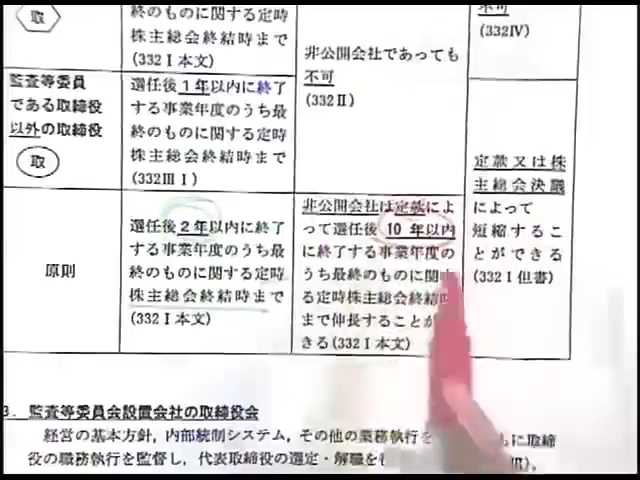 取
終のものに関する定時
株主総会終結時まで
(332Ⅰ本文)
非公開会社であっても
不可
(332Ⅱ)
不可
(332Ⅳ)
監査等委員
である取締役
以外の取締役
取
選任後1年以内に終了
する事業年度のうち最
終のものに関する定時
株主総会終結時まで
(332ⅢⅠ)
定款又は株
主総会決議
によって
短縮するこ
とができる
(332Ⅰ但書)
原則
選任後2年以内に終了
する事業年度のうち最
終のものに関する定時
株主総会終結時まで
(332Ⅰ本文)
非公開会社は定款によ
って選任後10年以内
に終了する事業年度の
うち最終のものに関
る定時株主総会終結時
まで伸長することが
きる(332Ⅰ本文)
3．監査等委員会設置会社の取締役会
経営の基本方針，内部統制システム，その他の業務執行を
に取締
役の職務執行を監督し，代表取締役の選定・解職を